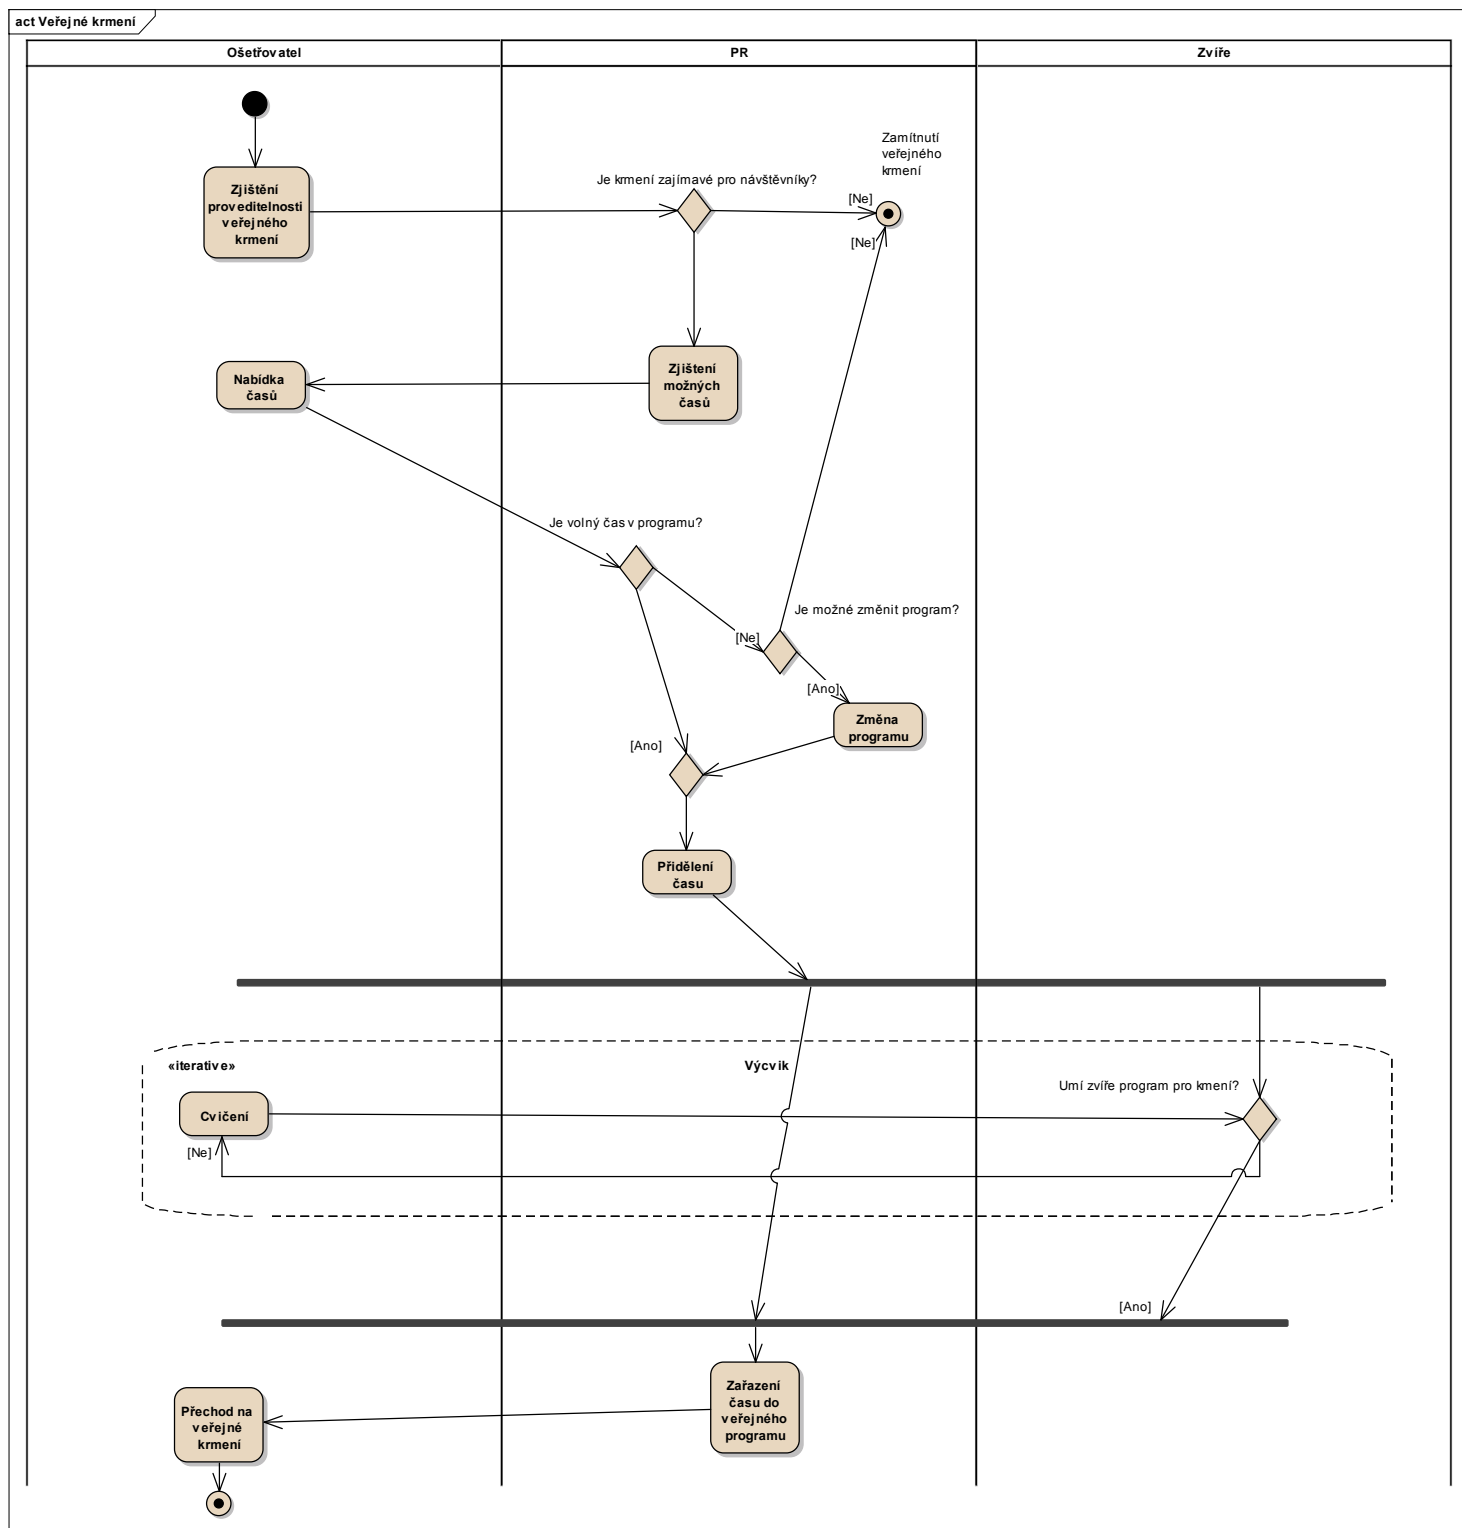 act Veřejné krmení
Ošetřovatel
PR
Zvíře
Zamítnutí
veřejného
krmení
Je krmení zajímavé pro návštěvníky?
[Ne]
Zjištění
proveditelnosti
veřejného
krmení
[Ne]
Zjištení
možných
časů
Nabídka
časů
Je volný čas v programu?
Je možné změnit program?
[Ne]
[Ano]
Změna
programu
[Ano]
Přidělení
času
«iterative»
Výcvik
Umí zvíře program pro kmení?
Cvičení
[Ne]
[Ano]
Zařazení
času do
veřejného
programu
Přechod na
veřejné
krmení